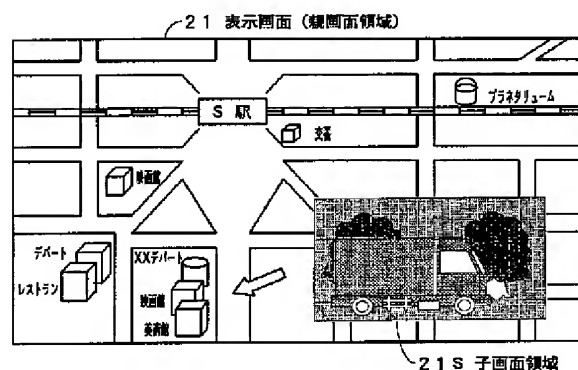 21 表示画面（親画面領域）
プラネタリューム
S 駅
交番
映画館
デパート
レストラン
XXデパート
映画館
美術館
21S 子画面領域